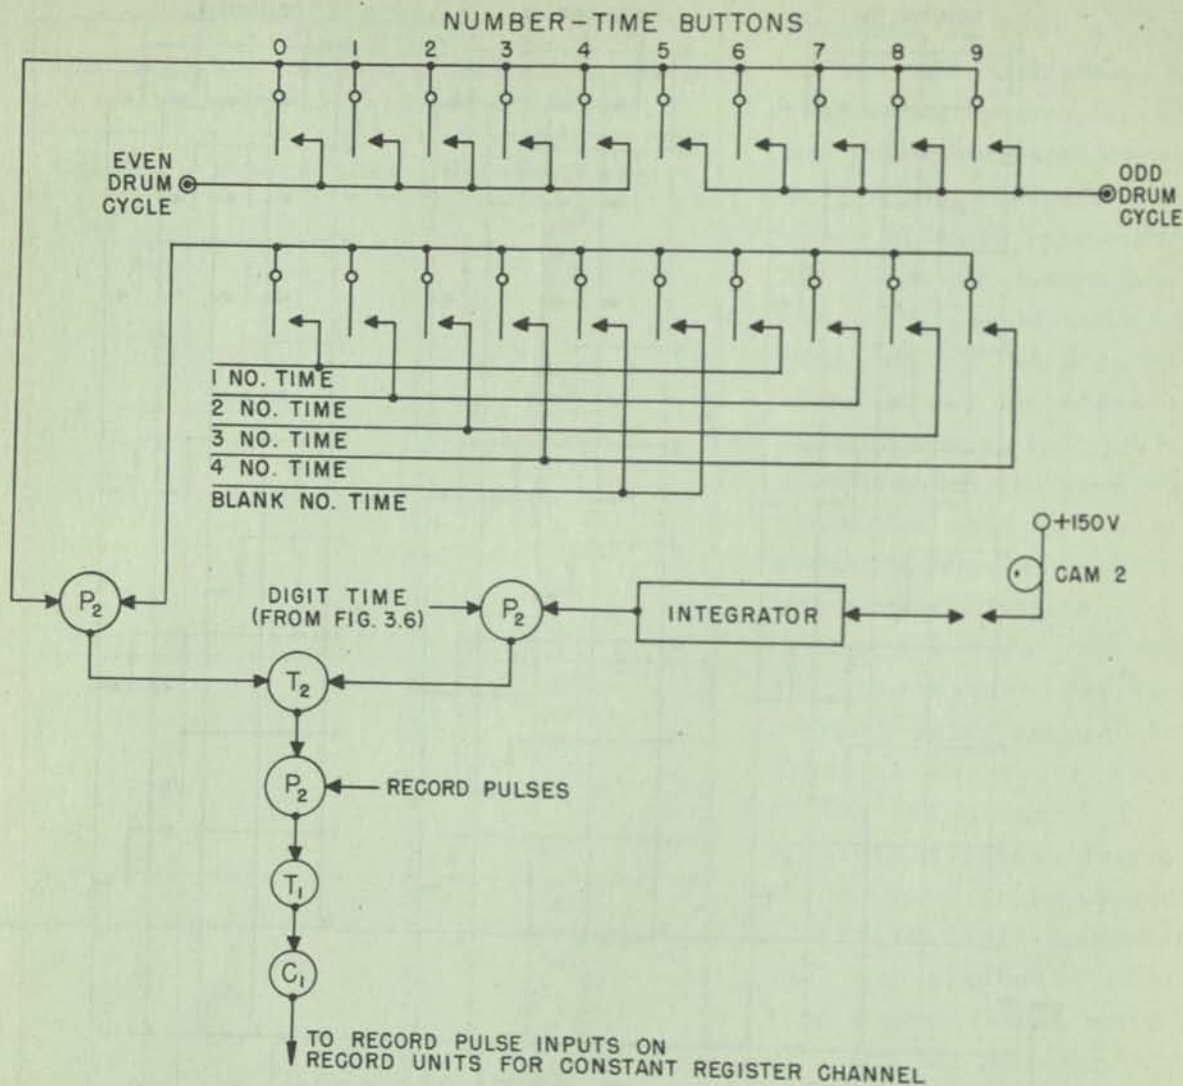 NUMBER-TIME BUTTONS
0 1 2 3 4 5 6 7 8 9
EVEN
DRUM
CYCLE
ODD
DRUM
CYCLE
1 NO. TIME
2 NO. TIME
3 NO. TIME
4 NO. TIME
BLANK NO. TIME
+150V
CAM 2
P2
DIGIT TIME
(FROM FIG. 3.6)
P2
INTEGRATOR
T2
P2
RECORD PULSES
T1
C1
TO RECORD PULSE INPUTS ON
RECORD UNITS FOR CONSTANT REGISTER CHANNEL